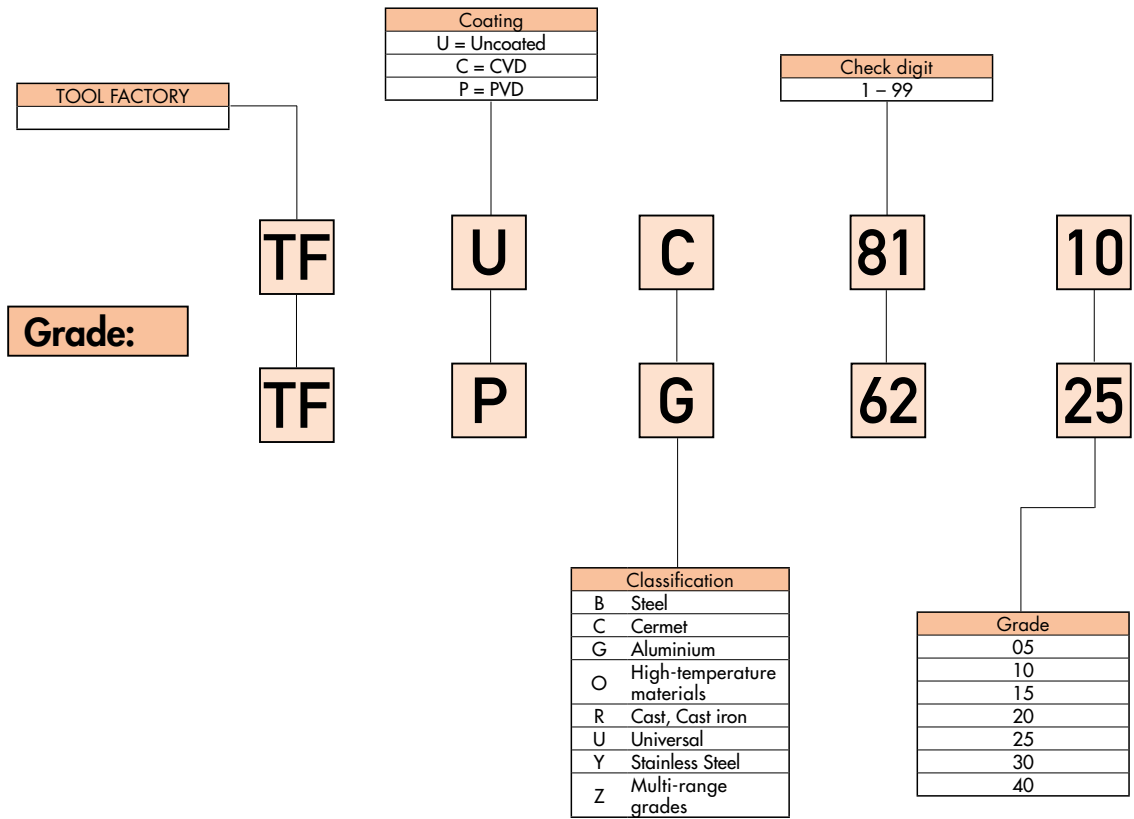 Coating
U = Uncoated
C = CVD
P = PVD
Check digit
1 – 99
TOOL FACTORY
TF U C 81 10
Grade:
TF P G 62 25
Classification
B Steel
C Cermet
G Aluminium
O High-temperature
materials
R Cast, Cast iron
U Universal
Y Stainless Steel
Z Multi-range
grades
Grade
05
10
15
20
25
30
40